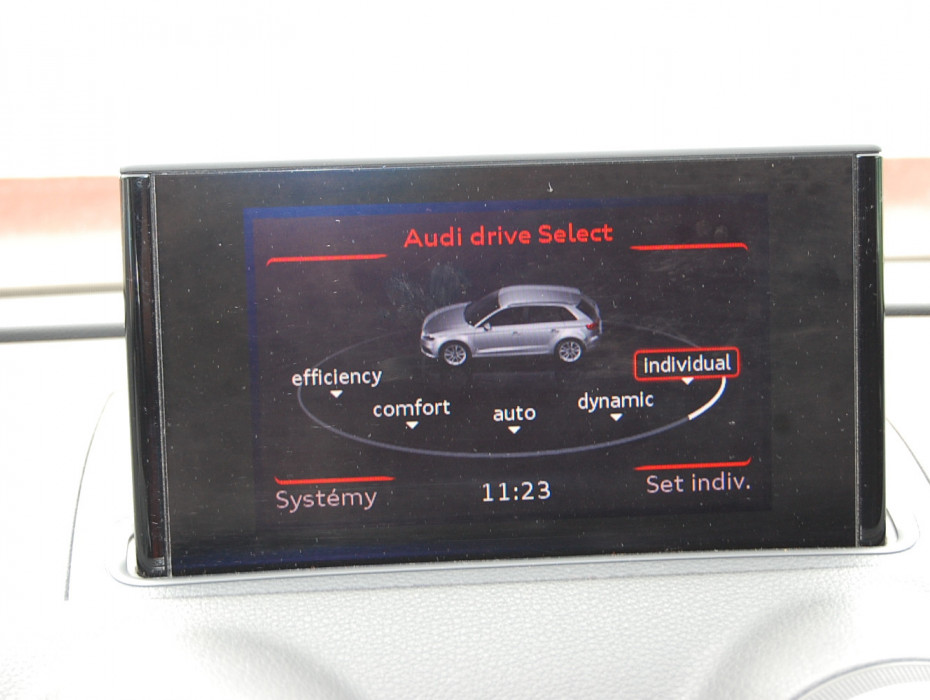 Audi drive Select
individual
efficiency
comfort
auto
dynamic
Systémy
11:23
Set indiv.